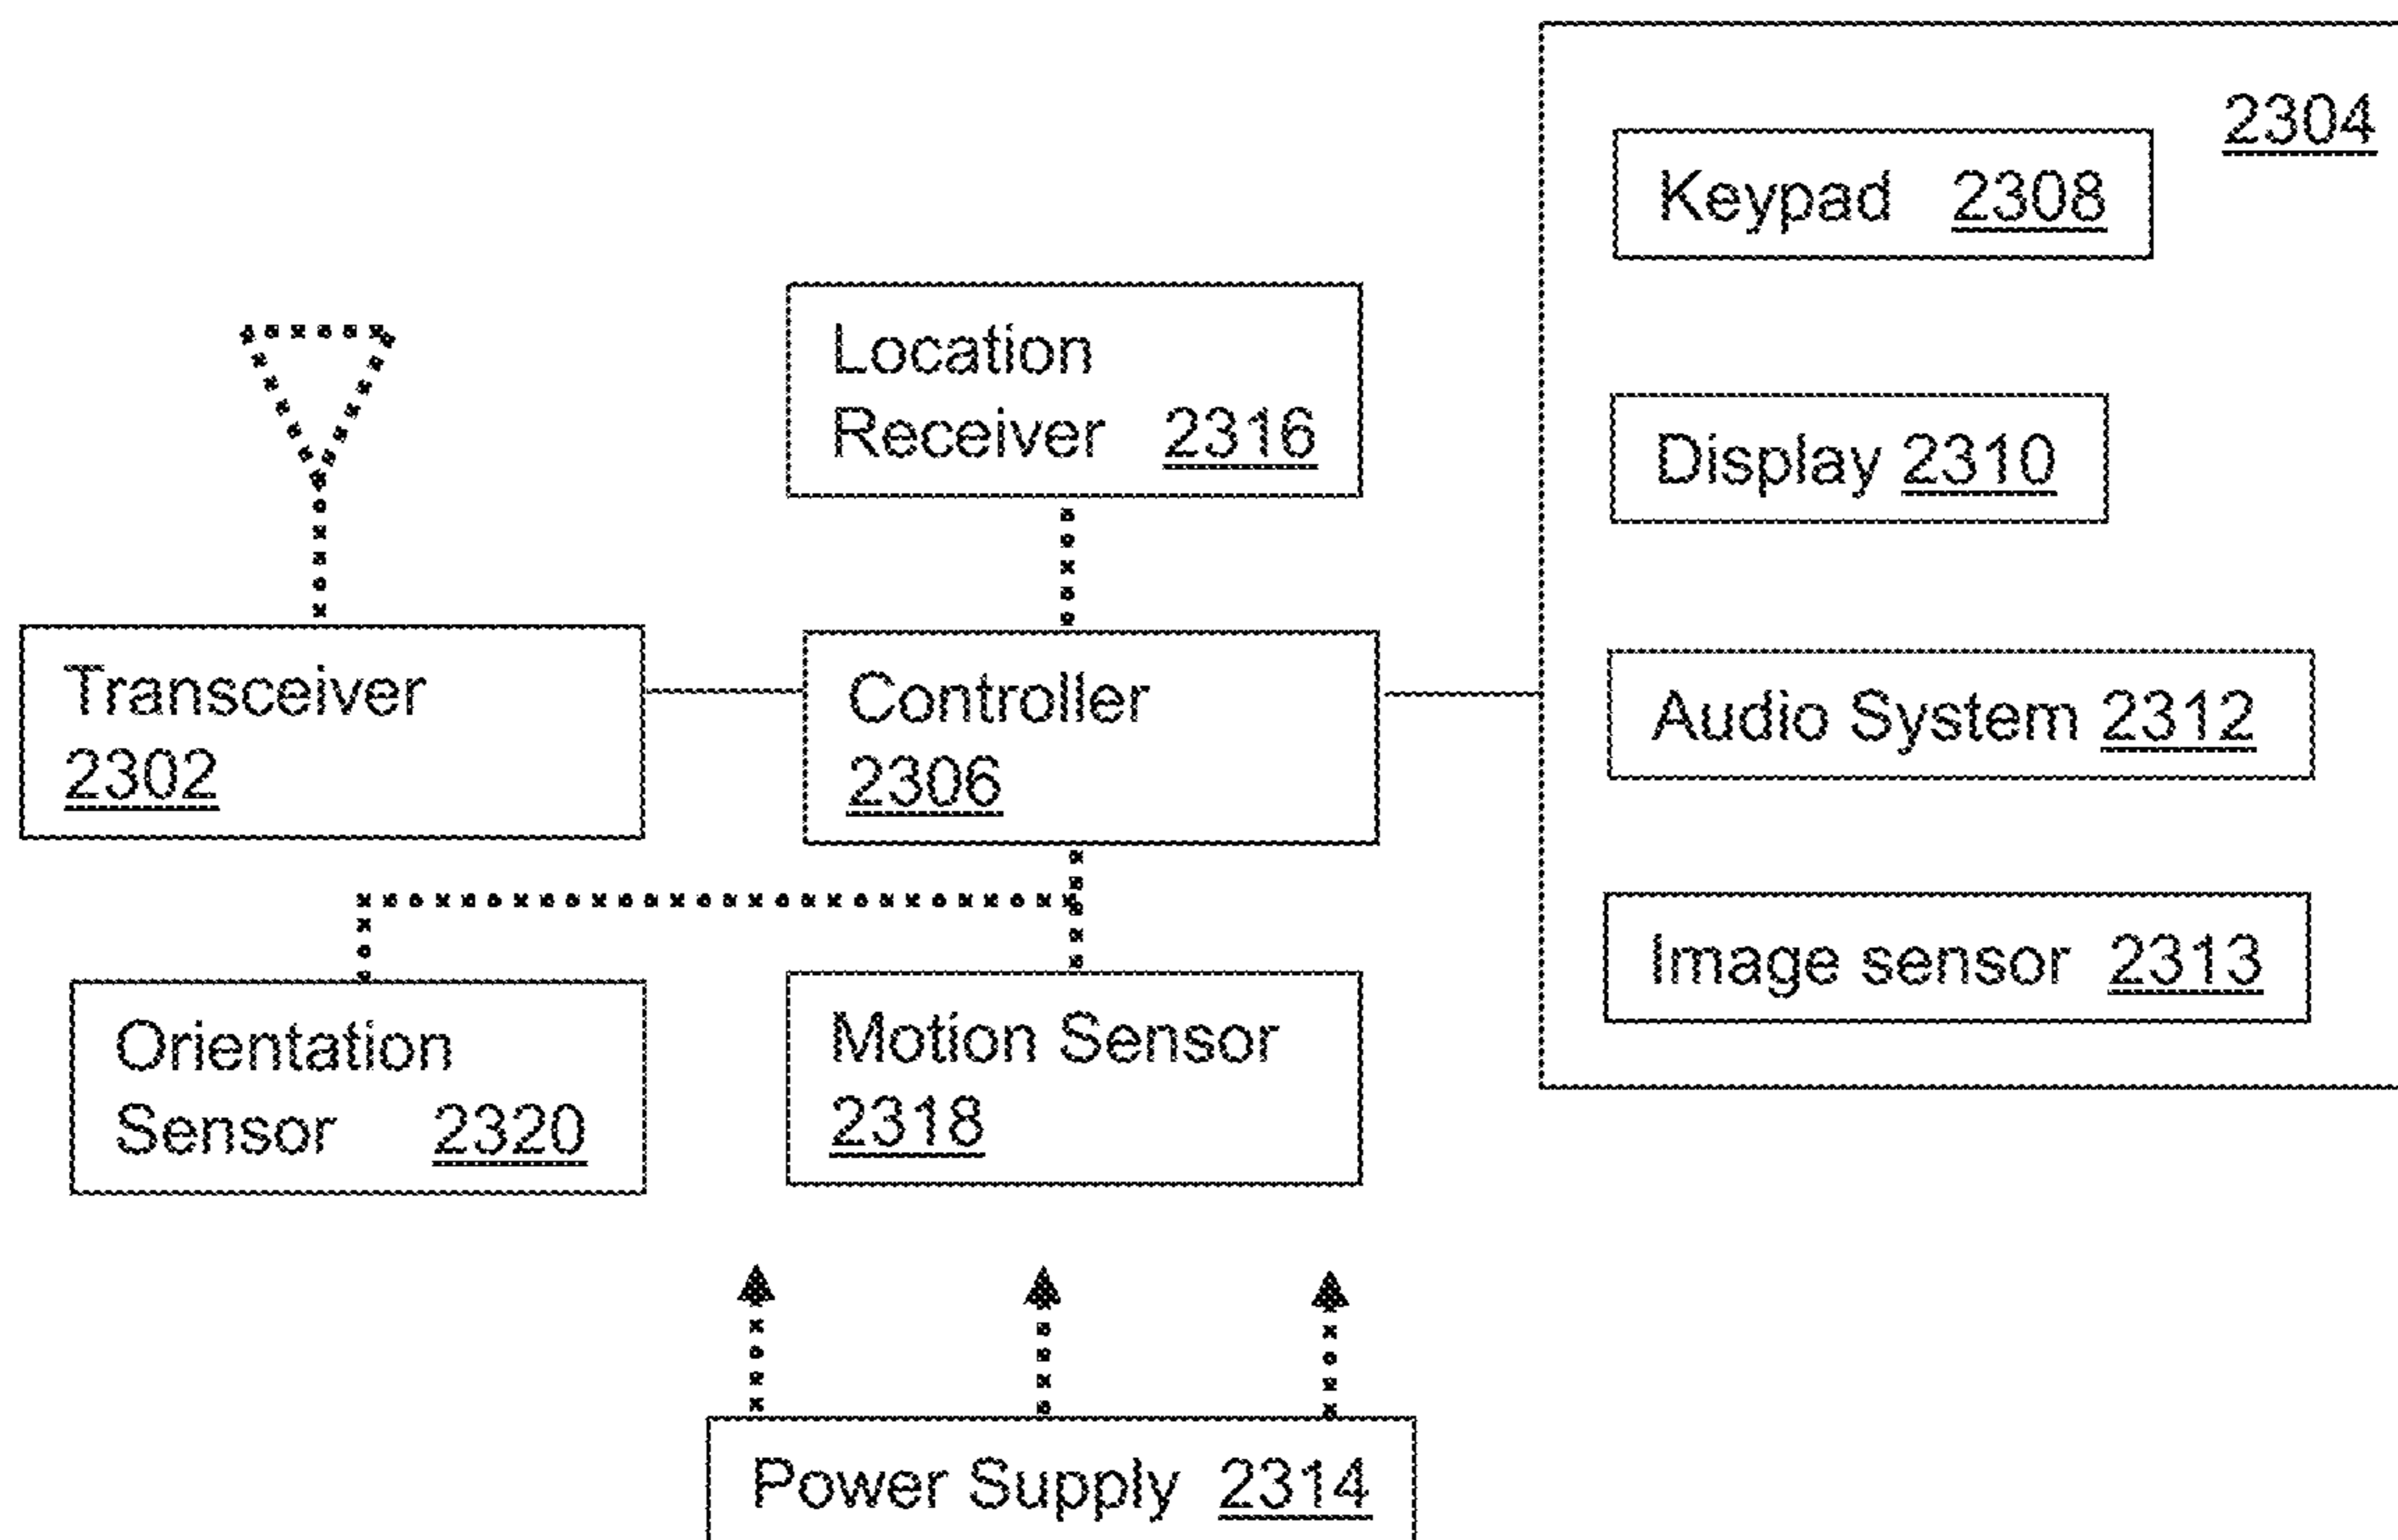 2304
Keypad 2308
Location
Receiver 2316
Display 2310
Transceiver
2302
Controller
2306
Audio System 2312
Image sensor 2313
Orientation
Sensor 2320
Motion Sensor
2318
Power Supply 2314